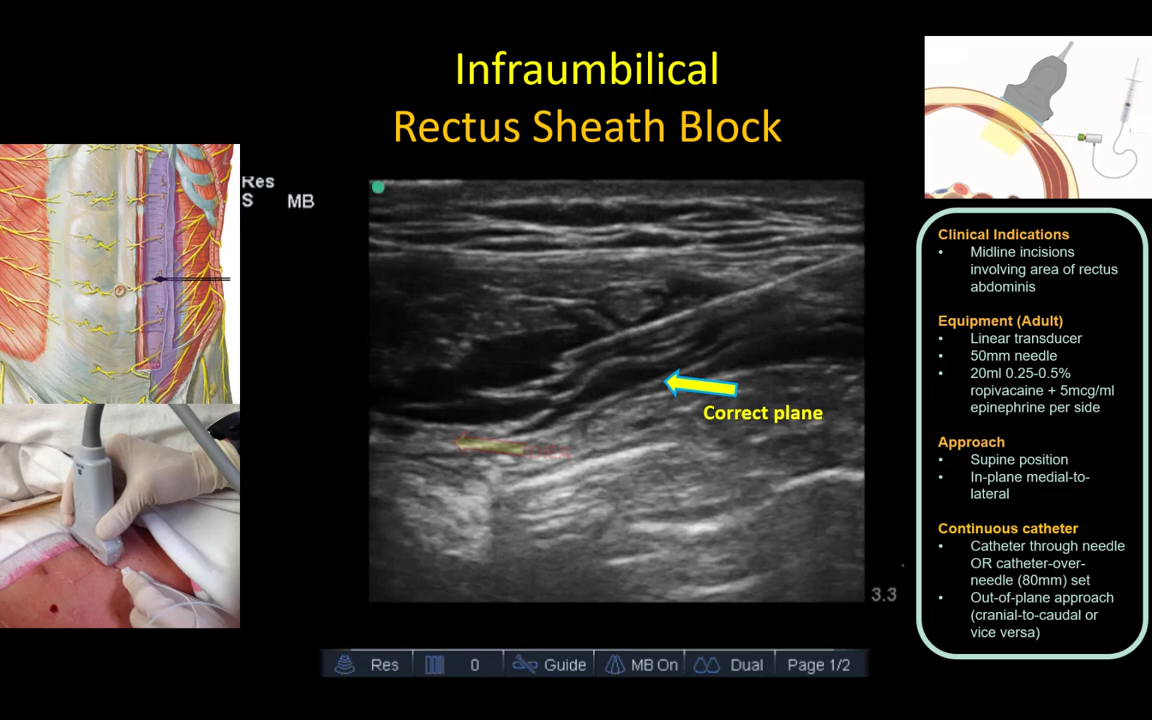 Infraumbilical
Rectus Sheath Block
Res
S MB
Correct plane
3.3
Res 0 Guide MB On Dual Page 1/2
Clinical Indications
• Midline incisions
involving area of rectus
abdominis
Equipment (Adult)
• Linear transducer
• 50mm needle
• 20ml 0.25-0.5%
ropivacaine + 5mcg/ml
epinephrine per side
Approach
• Supine position
• In-plane medial-to-
lateral
Continuous catheter
• Catheter through needle
OR catheter-over-
needle (80mm) set
• Out-of-plane approach
(cranial-to-caudal or
vice versa)